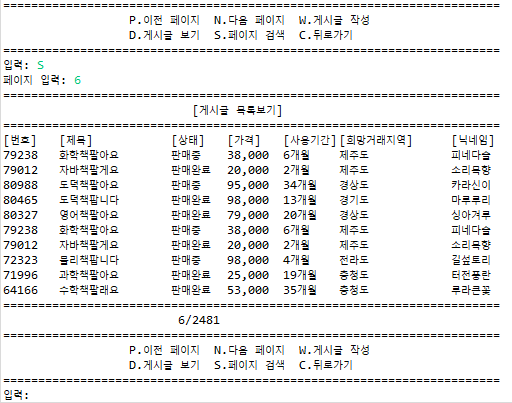 ====================================================================
P.이전 페이지 N.다음 페이지 W.게시글 작성
D.게시글 보기 S.페이지 검색 C.뒤로가기
====================================================================
입력: S
페이지 입력: 6
====================================================================
[게시글 목록보기]
====================================================================
[번호] [제목] [상태] [가격] [사용기간] [희망거래지역] [닉네임]
79238 화학책팔아요 판매중 38,000 6개월 제주도 피네다슬
79012 자바책팔게요 판매완료 20,000 2개월 제주도 소리목향
80988 도덕책팔아요 판매중 95,000 34개월 경상도 카라신이
80465 도덕책팝니다 판매완료 98,000 13개월 경기도 마루루리
80327 영어책팔아요 판매완료 79,000 20개월 경상도 싱아겨루
79238 화학책팔아요 판매중 38,000 6개월 제주도 피네다슬
79012 자바책팔게요 판매완료 20,000 2개월 제주도 소리목향
72323 물리책팝니다 판매중 98,000 4개월 전라도 길섶트리
71996 과학책팔아요 판매완료 25,000 19개월 충청도 터전풍란
64166 수학책팔래요 판매완료 53,000 35개월 충청도 루라큰꽃
====================================================================
6/2481
====================================================================
P.이전 페이지 N.다음 페이지 W.게시글 작성
D.게시글 보기 S.페이지 검색 C.뒤로가기
====================================================================
입력: